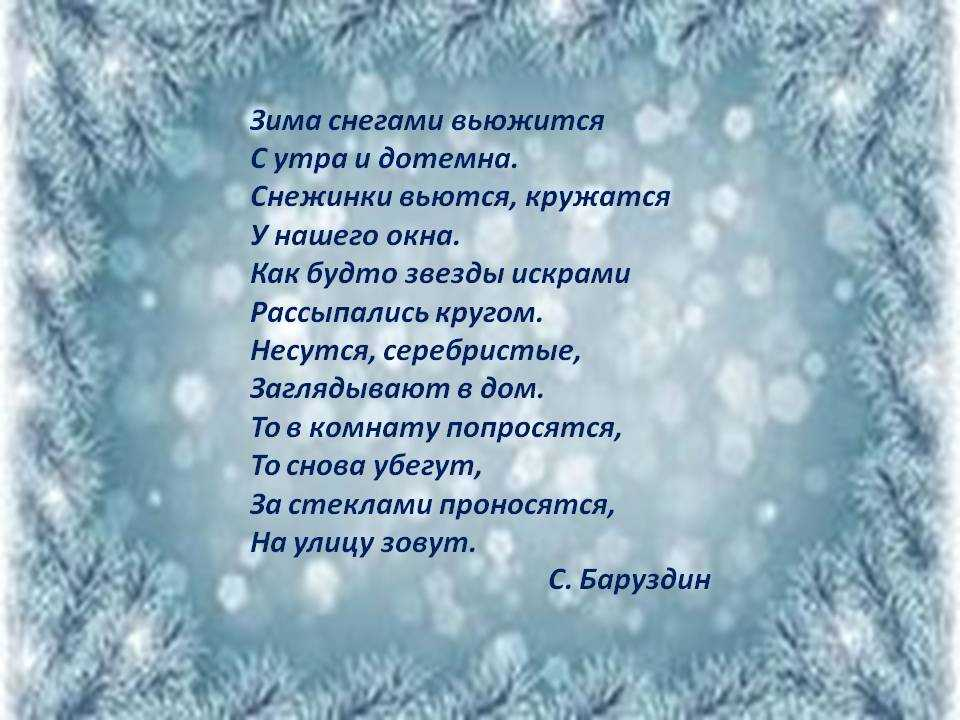 Зима снегами вьюжится
С утра и дотемна.
Снежинки вьются, кружатся
У нашего окна.
Как будто звезды искрами
Рассыпались кругом.
Несутся, серебристые,
Заглядывают в дом.
То в комнату попросятся,
То снова убегут,
За стеклами проносятся,
На улицу зовут.
С. Баруздин